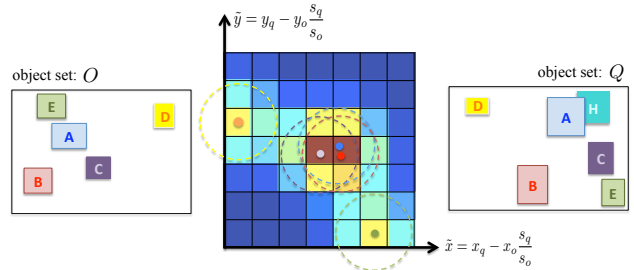 ỹ = y_q − y_o s_q/s_o
object set: O
E
D
A
C
B
object set: Q
D
H
A
C
B
E
x̃ = x_q − x_o s_q/s_o